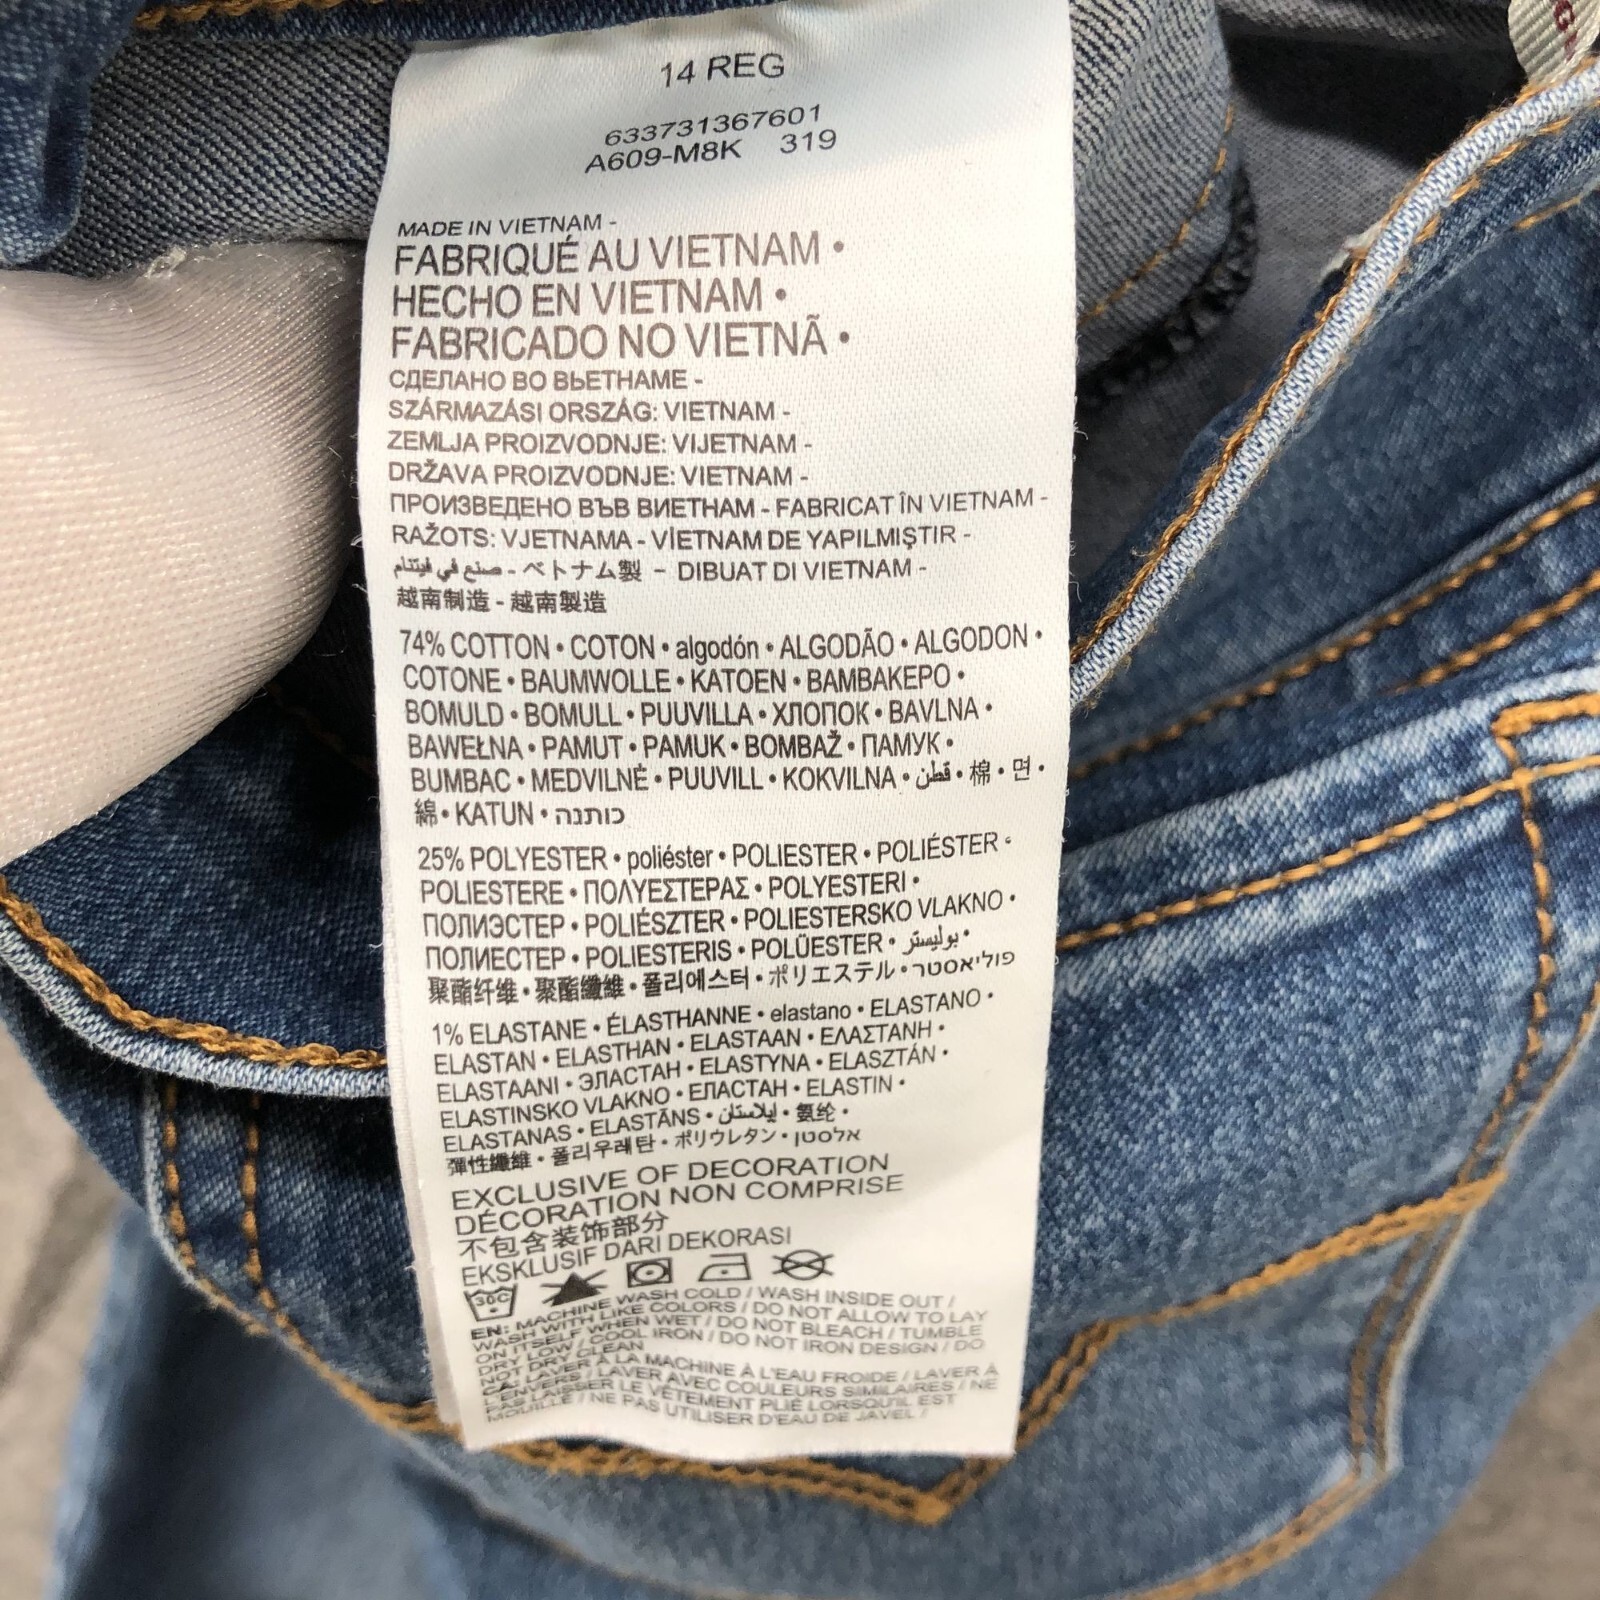 14 REG
633731367601
A609-M8K 319
MADE IN VIETNAM -
FABRIQUÉ AU VIETNAM •
HECHO EN VIETNAM •
FABRICADO NO VIETNÃ •
СДЕЛАНО ВО ВЬЕТНАМЕ -
SZÁRMAZÁSI ORSZÁG: VIETNAM -
ZEMLJA PROIZVODNJE: VIJETNAM -
DRŽAVA PROIZVODNJE: VIETNAM -
ПРОИЗВЕДЕНО ВЪВ ВИЕТНАМ - FABRICAT ÎN VIETNAM -
RAŽOTS: VJETNAMA - VİETNAM DE YAPILMIŞTIR -
صنع في فيتنام - ベトナム製 - DIBUAT DI VIETNAM -
越南制造 - 越南製造
74% COTTON • COTON • algodón • ALGODÃO • ALGODON •
COTONE • BAUMWOLLE • KATOEN • ΒΑΜΒΑΚΕΡΟ •
BOMULD • BOMULL • PUUVILLA • ХЛОПОК • BAVLNA •
BAWEŁNA • PAMUT • PAMUK • BOMBAŽ • ПАМУК •
BUMBAC • MEDVILNĖ • PUUVILL • KOKVILNA • قطن • 棉 • 면 •
綿 • KATUN • כותנה
25% POLYESTER • poliéster • POLIESTER • POLIÉSTER •
POLIESTERE • ΠΟΛΥΕΣΤΕΡΑΣ • POLYESTERI •
ПОЛИЭСТЕР • POLIÉSZTER • POLIESTERSKO VLAKNO •
ПОЛИЕСТЕР • POLIESTERIS • POLÜESTER • بوليستر •
聚酯纤维 • 聚酯纖維 • 폴리에스터 • ポリエステル • פוליאסטר
1% ELASTANE • ÉLASTHANNE • elastano • ELASTANO •
ELASTAN • ELASTHAN • ELASTAAN • ΕΛΑΣΤΑΝΗ •
ELASTAANI • ЭЛАСТАН • ELASTYNA • ELASZTÁN •
ELASTINSKO VLAKNO • ЕЛАСТАН • ELASTIN •
ELASTANAS • ELASTĀNS • إيلاستان • 氨纶 •
彈性纖維 • 폴리우레탄 • ポリウレタン • אלסטן
EXCLUSIVE OF DECORATION
DÉCORATION NON COMPRISE
不包含装饰部分
EKSKLUSIF DARI DEKORASI
30C
EN: MACHINE WASH COLD / WASH INSIDE OUT /
WASH WITH LIKE COLORS / DO NOT ALLOW TO LAY
ON ITSELF WHEN WET / DO NOT BLEACH / TUMBLE
DRY LOW / COOL IRON / DO NOT IRON DESIGN / DO
NOT DRY CLEAN
CA: LAVER À LA MACHINE À L'EAU FROIDE / LAVER À
L'ENVERS / LAVER AVEC COULEURS SIMILAIRES / NE
PAS LAISSER LE VÊTEMENT PLIÉ LORSQU'IL EST
MOUILLÉ / NE PAS UTILISER D'EAU DE JAVEL /